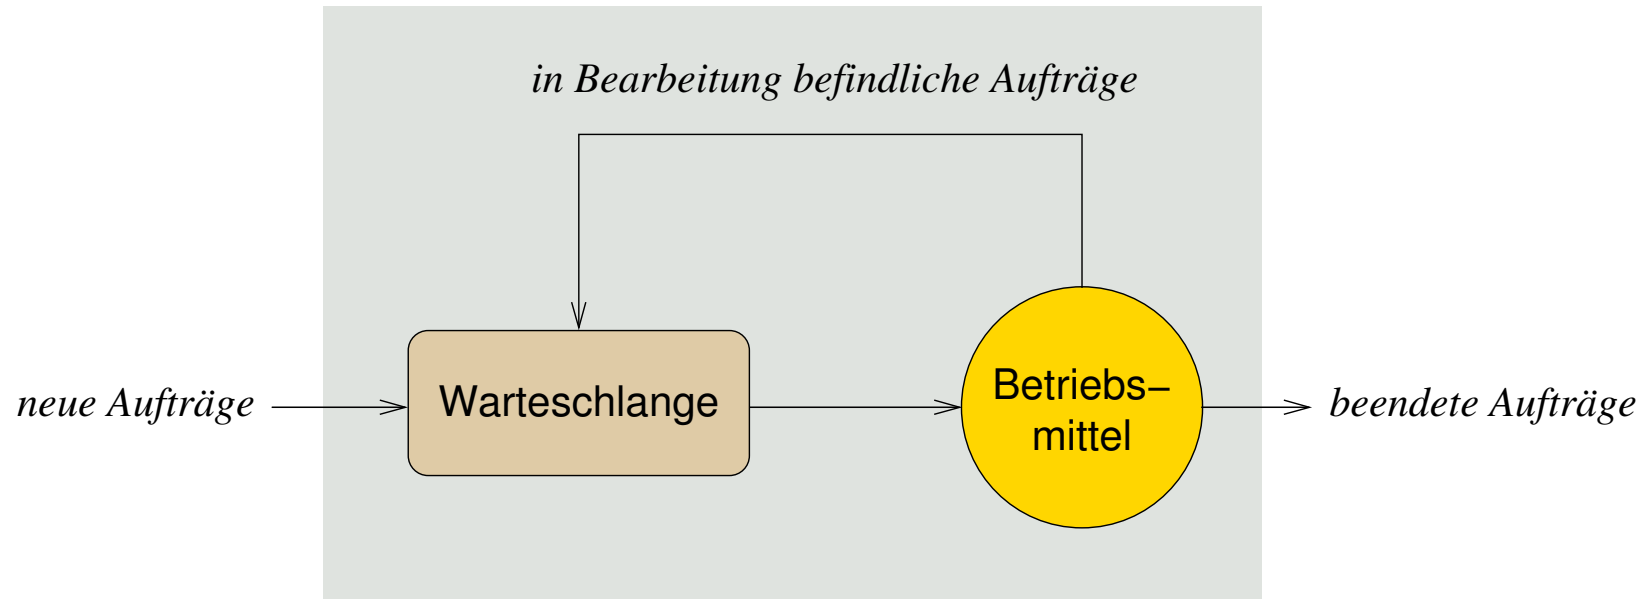 in Bearbeitung befindliche Aufträge
neue Aufträge
Warteschlange
Betriebs–
mittel
beendete Aufträge